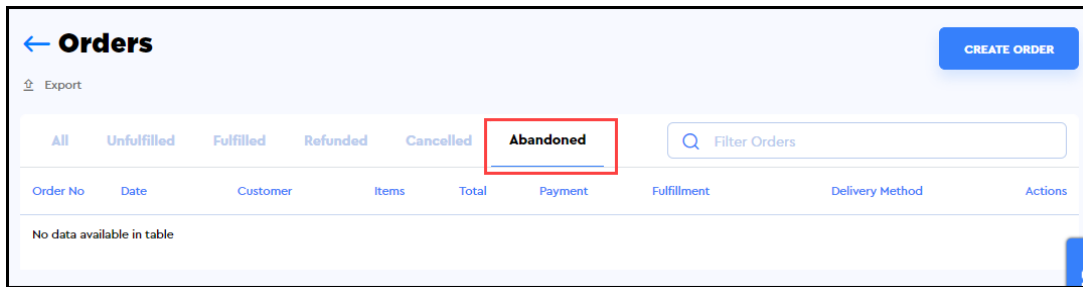 ← Orders
CREATE ORDER
Export
All Unfulfilled Fulfilled Refunded Cancelled Abandoned Filter Orders
Order No Date Customer Items Total Payment Fulfillment Delivery Method Actions
No data available in table